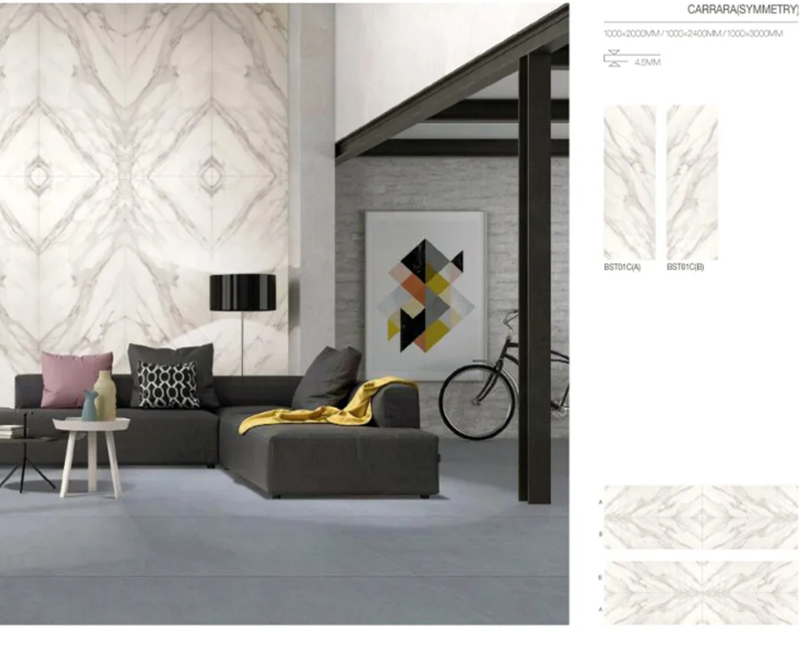 CARRARA(SYMMETRY)
1000×2000MM / 1000×2400MM / 1000×3000MM
4.5MM
BST01C(A) BST01C(B)
A
B
B
A